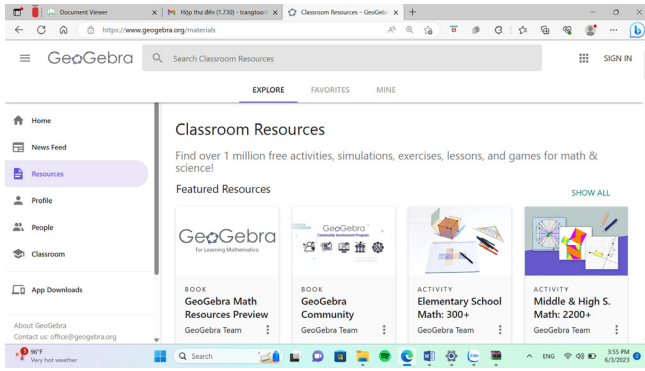 Document Viewer
Hộp thư đến (1.730) - trangtoan
Classroom Resources – GeoGebr
https://www.geogebra.org/materials
GeoGebra
Search Classroom Resources
SIGN IN
EXPLORE FAVORITES MINE
Home
News Feed
Resources
Profile
People
Classroom
App Downloads
About GeoGebra
Contact us: office@geogebra.org
Classroom Resources
Find over 1 million free activities, simulations, exercises, lessons, and games for math &
science!
Featured Resources
SHOW ALL
GeoGebra
for Learning Mathematics
BOOK
GeoGebra Math
Resources Preview
GeoGebra Team
GeoGebra
Community Involvement Program
BOOK
GeoGebra
Community
GeoGebra Team
ACTIVITY
Elementary School
Math: 300+
GeoGebra Team
ACTIVITY
Middle & High S.
Math: 2200+
GeoGebra Team
96°F
Very hot weather
Search
ENG
3:55 PM
6/3/2023